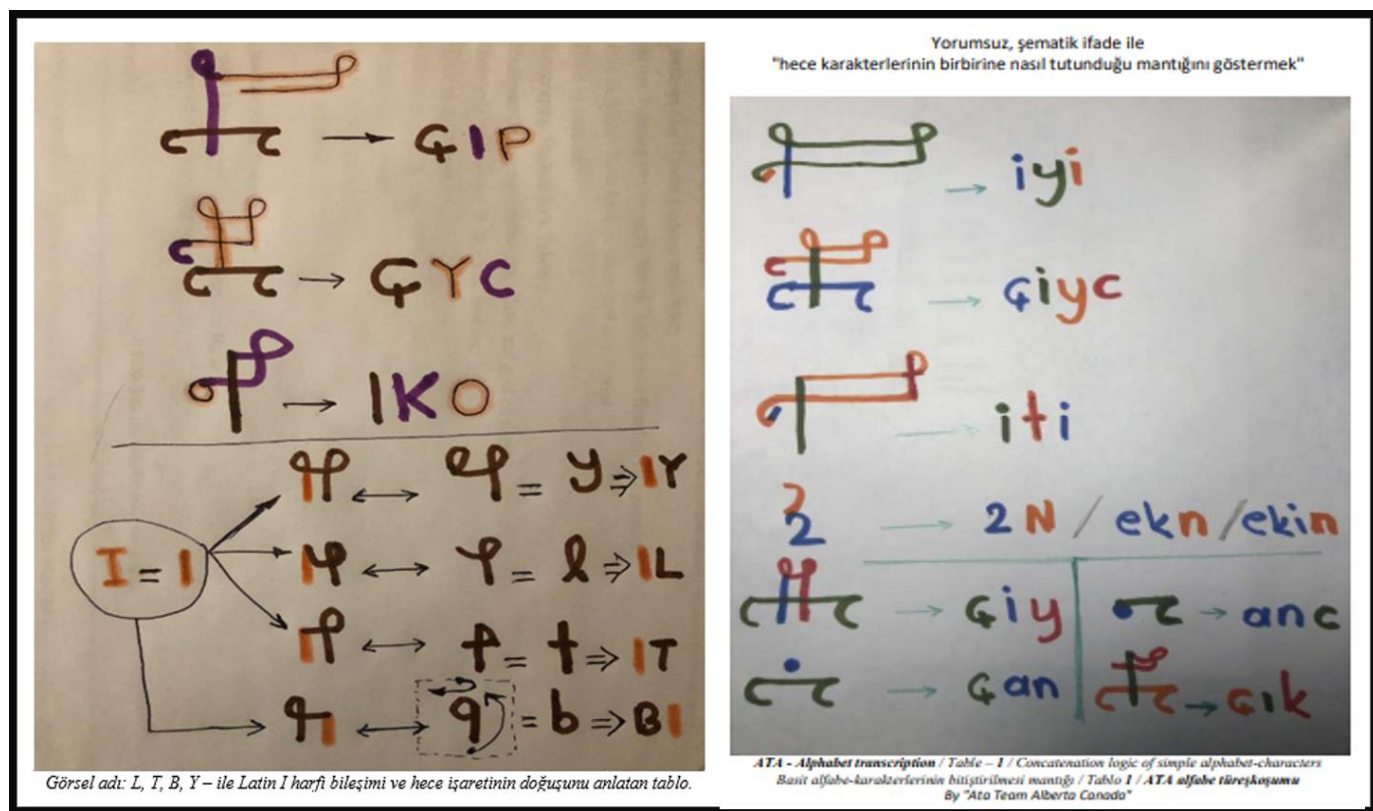 ÇIP
ÇYC
IKO
I = I
y ⇒ IY
l ⇒ IL
t ⇒ IT
b ⇒ BI
Görsel adı: L, T, B, Y – ile Latin I harfi bileşimi ve hece işaretinin doğuşunu anlatan tablo.
Yorumsuz, şematik ifade ile
"hece karakterlerinin birbirine nasıl tutunduğu mantığını göstermek"
iyi
çiyc
iti
2 → 2N / ekn / ekin
çiy
anc
çan
çık
ATA - Alphabet transcription / Table – 1 / Concatenation logic of simple alphabet-characters
Basit alfabe-karakterlerinin bitiştirilmesi mantığı / Tablo 1 / ATA alfabe türeşkoşumu
By "Ata Team Alberta Canada"